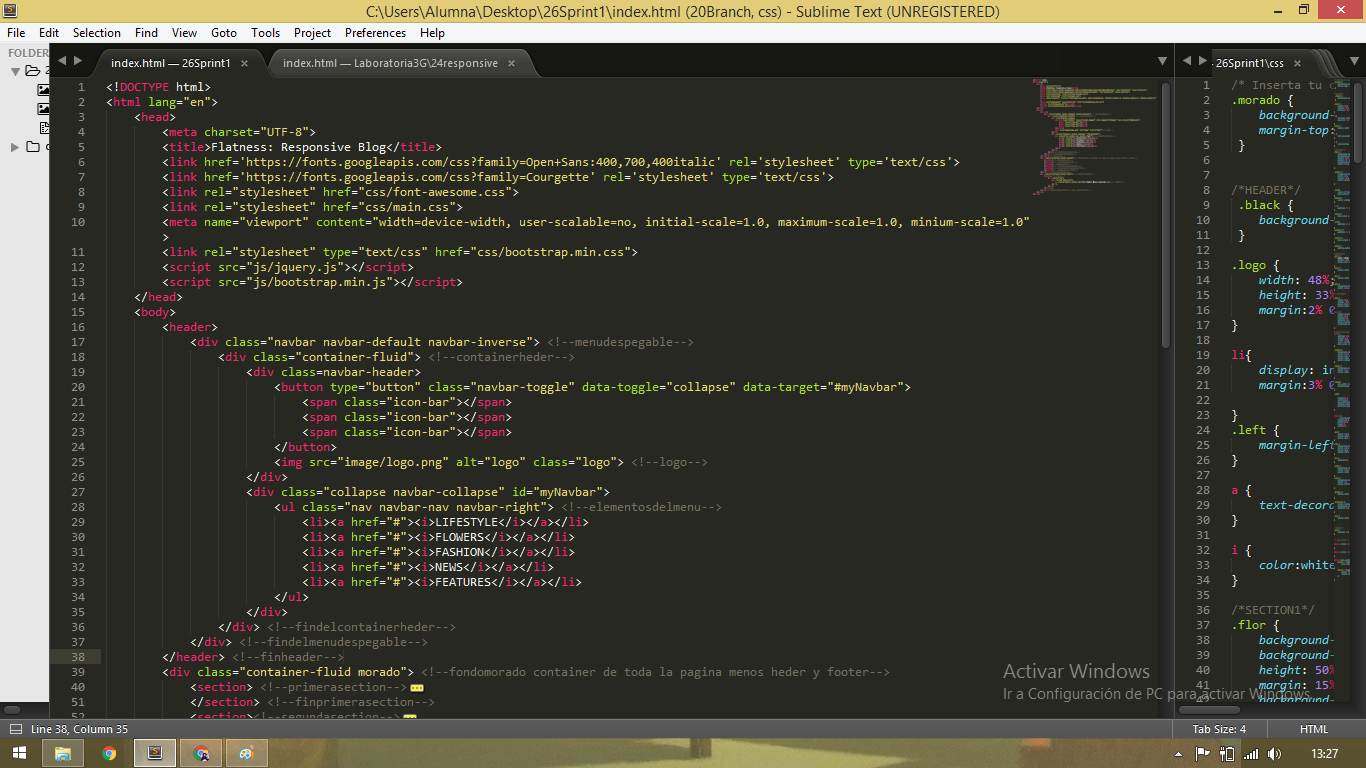 C:\Users\Alumna\Desktop\26Sprint1\index.html (20Branch, css) - Sublime Text (UNREGISTERED)
File Edit Selection Find View Goto Tools Project Preferences Help
FOLDER
index.html — 26Sprint1 ×
index.html — Laboratoria3G\24responsive ×
1 <!DOCTYPE html>
2 <html lang="en">
3 <head>
4 <meta charset="UTF-8">
5 <title>Flatness: Responsive Blog</title>
6 <link href='https://fonts.googleapis.com/css?family=Open+Sans:400,700,400italic' rel='stylesheet' type='text/css'>
7 <link href='https://fonts.googleapis.com/css?family=Courgette' rel='stylesheet' type='text/css'>
8 <link rel="stylesheet" href="css/font-awesome.css">
9 <link rel="stylesheet" href="css/main.css">
10 <meta name="viewport" content="width=device-width, user-scalable=no, initial-scale=1.0, maximum-scale=1.0, minium-scale=1.0"
>
11 <link rel="stylesheet" type="text/css" href="css/bootstrap.min.css">
12 <script src="js/jquery.js"></script>
13 <script src="js/bootstrap.min.js"></script>
14 </head>
15 <body>
16 <header>
17 <div class="navbar navbar-default navbar-inverse"> <!--menudespegable-->
18 <div class="container-fluid"> <!--containerheder-->
19 <div class=navbar-header>
20 <button type="button" class="navbar-toggle" data-toggle="collapse" data-target="#myNavbar">
21 <span class="icon-bar"></span>
22 <span class="icon-bar"></span>
23 <span class="icon-bar"></span>
24 </button>
25 <img src="image/logo.png" alt="logo" class="logo"> <!--logo-->
26 </div>
27 <div class="collapse navbar-collapse" id="myNavbar">
28 <ul class="nav navbar-nav navbar-right"> <!--elementosdelmenu-->
29 <li><a href="#"><i>LIFESTYLE</i></a></li>
30 <li><a href="#"><i>FLOWERS</i></a></li>
31 <li><a href="#"><i>FASHION</i></a></li>
32 <li><a href="#"><i>NEWS</i></a></li>
33 <li><a href="#"><i>FEATURES</i></a></li>
34 </ul>
35 </div>
36 </div> <!--findelcontainerheder-->
37 </div> <!--findelmenudespegable-->
38 </header> <!--finheader-->
39 <div class="container-fluid morado"> <!--fondomorado container de toda la pagina menos heder y footer-->
40 <section> <!--primerasection-->
51 </section> <!--finprimerasection-->
52 <section><!--segundasection-->
26Sprint1\css ×
1 /* Inserta tu c
2 .morado {
3 background-
4 margin-top:
5 }
6
7
8 /*HEADER*/
9 .black {
10 background-
11 }
12
13 .logo {
14 width: 48%;
15 height: 33%
16 margin:2% 0
17 }
18
19 li{
20 display: in
21 margin:3% 0
22
23 }
24 .left {
25 margin-left
26 }
27
28 a {
29 text-decora
30 }
31
32 i {
33 color:white
34 }
35
36 /*SECTION1*/
37 .flor {
38 background-
39 background-
40 height: 50%
41 margin: 15%
42 background-
Activar Windows
Ir a Configuración de PC para activar Windows.
Line 38, Column 35
Tab Size: 4
HTML
13:27